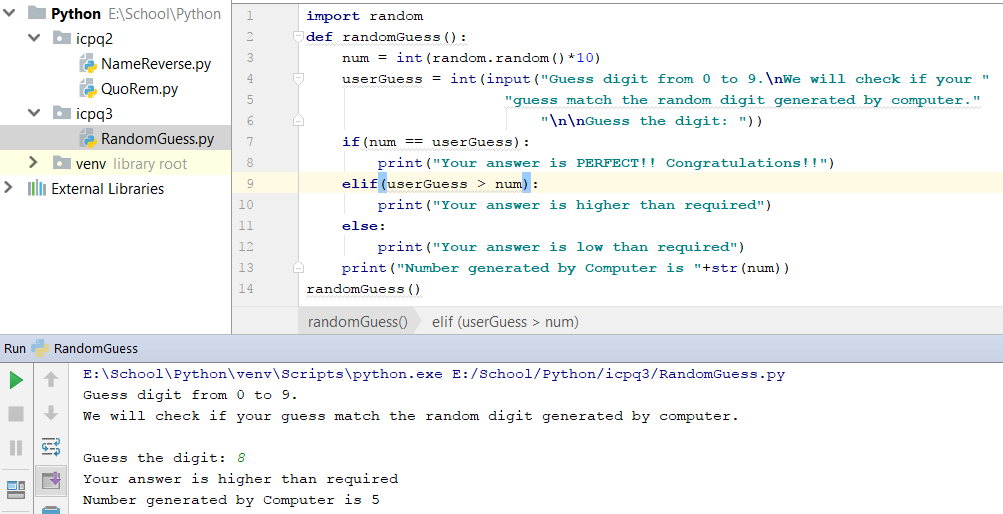 Python E:\School\Python
icpq2
NameReverse.py
QuoRem.py
icpq3
RandomGuess.py
venv library root
External Libraries
1 import random
2 def randomGuess():
3 num = int(random.random()*10)
4 userGuess = int(input("Guess digit from 0 to 9.\nWe will check if your "
5 "guess match the random digit generated by computer."
6 "\n\nGuess the digit: "))
7 if(num == userGuess):
8 print("Your answer is PERFECT!! Congratulations!!")
9 elif(userGuess > num):
10 print("Your answer is higher than required")
11 else:
12 print("Your answer is low than required")
13 print("Number generated by Computer is "+str(num))
14 randomGuess()
randomGuess() elif (userGuess > num)
Run RandomGuess
E:\School\Python\venv\Scripts\python.exe E:/School/Python/icpq3/RandomGuess.py
Guess digit from 0 to 9.
We will check if your guess match the random digit generated by computer.
Guess the digit: 8
Your answer is higher than required
Number generated by Computer is 5